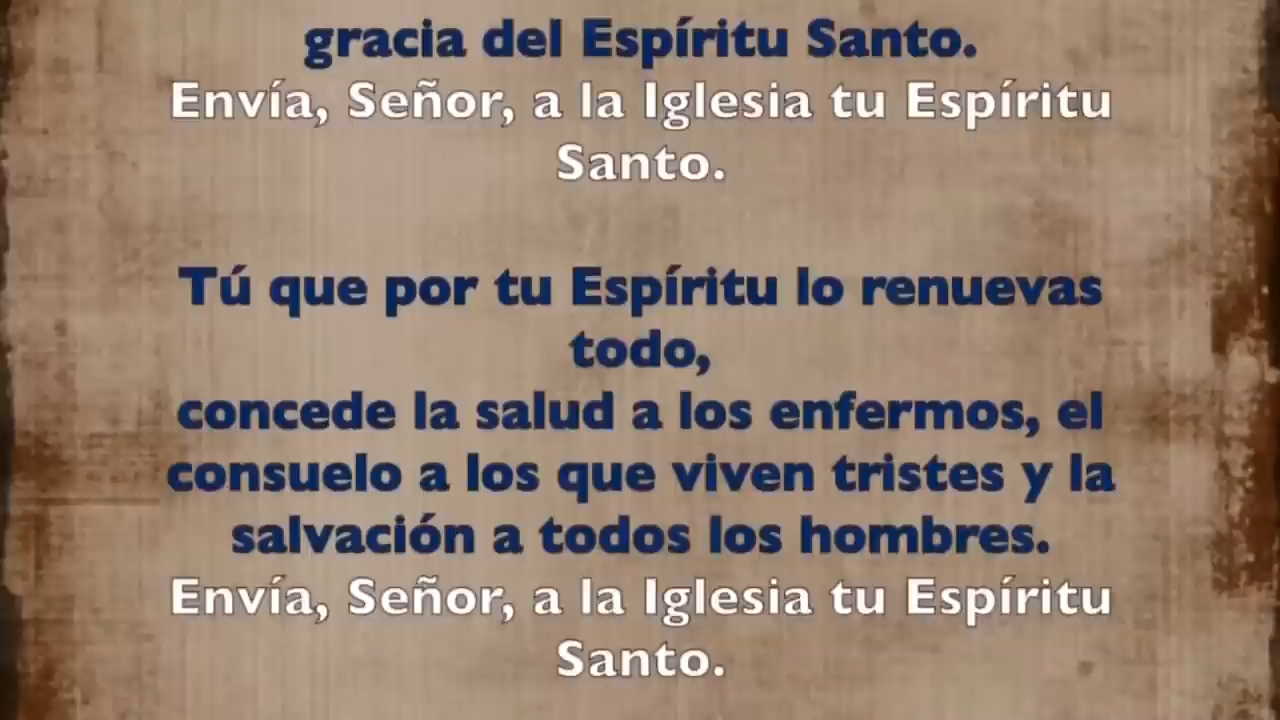 gracia del Espíritu Santo.
Envía, Señor, a la Iglesia tu Espíritu
Santo.
Tú que por tu Espíritu lo renuevas
todo,
concede la salud a los enfermos, el
consuelo a los que viven tristes y la
salvación a todos los hombres.
Envía, Señor, a la Iglesia tu Espíritu
Santo.